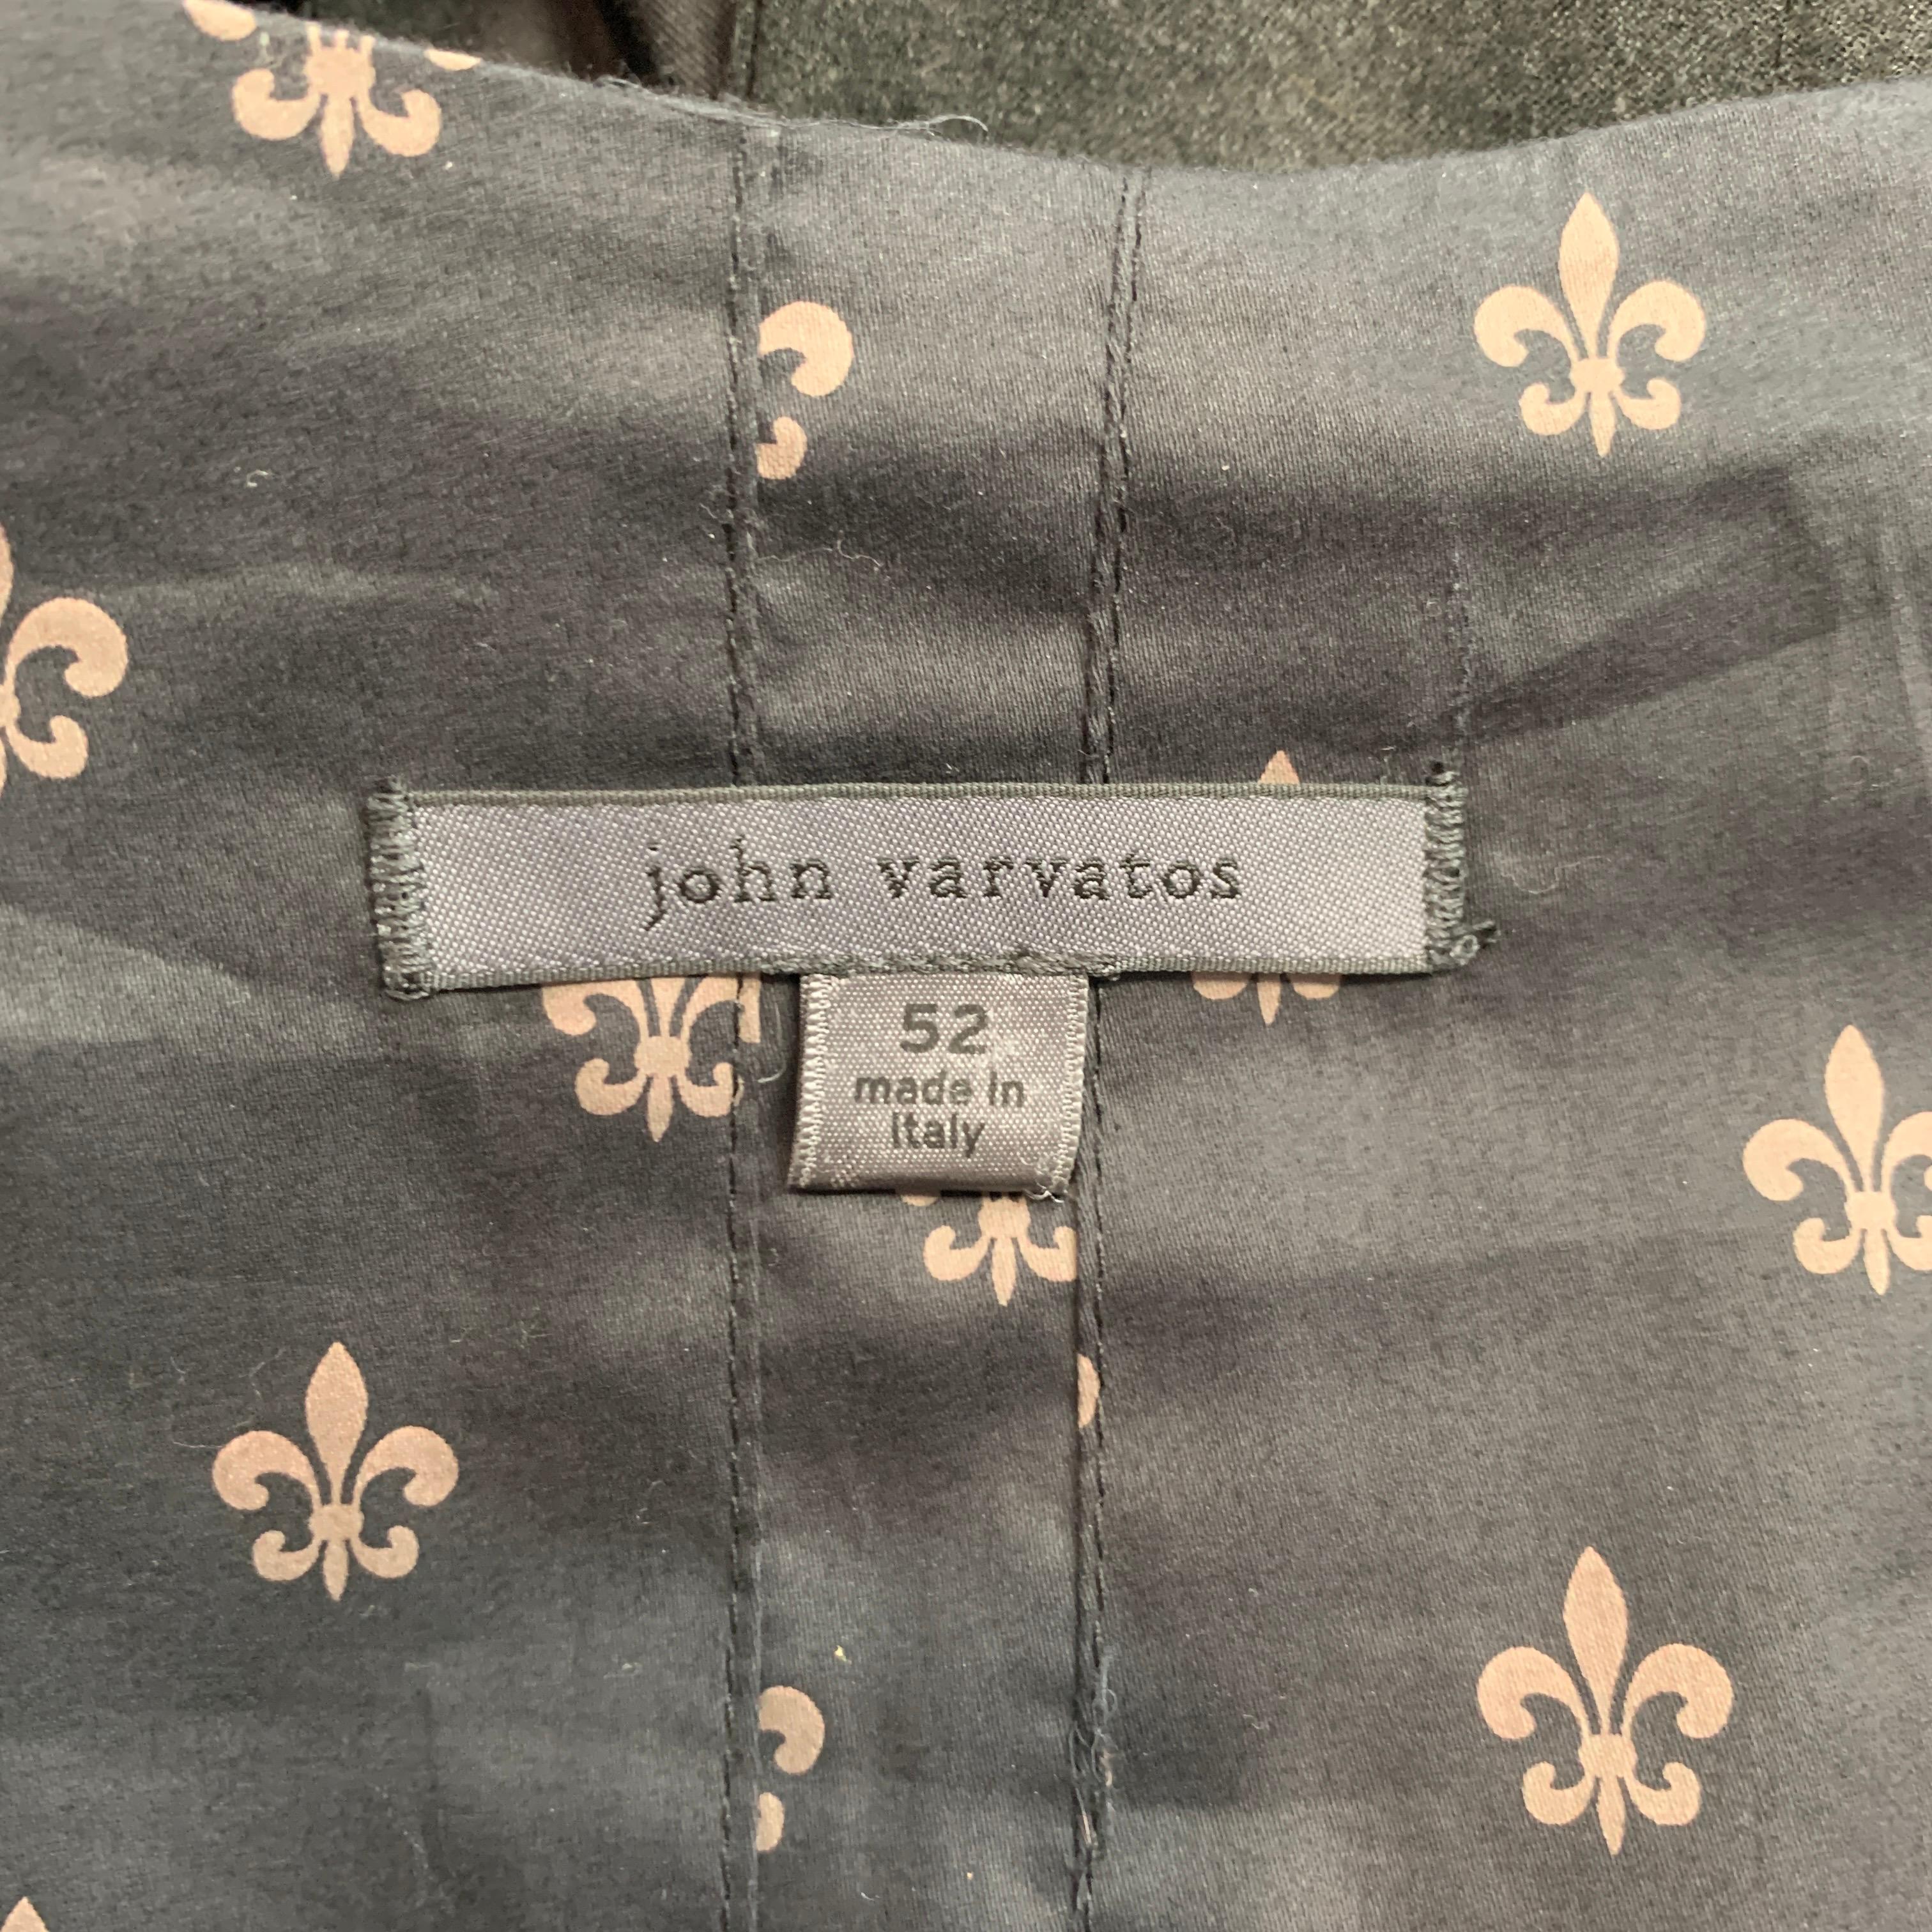 john varvatos
52
made in
Italy